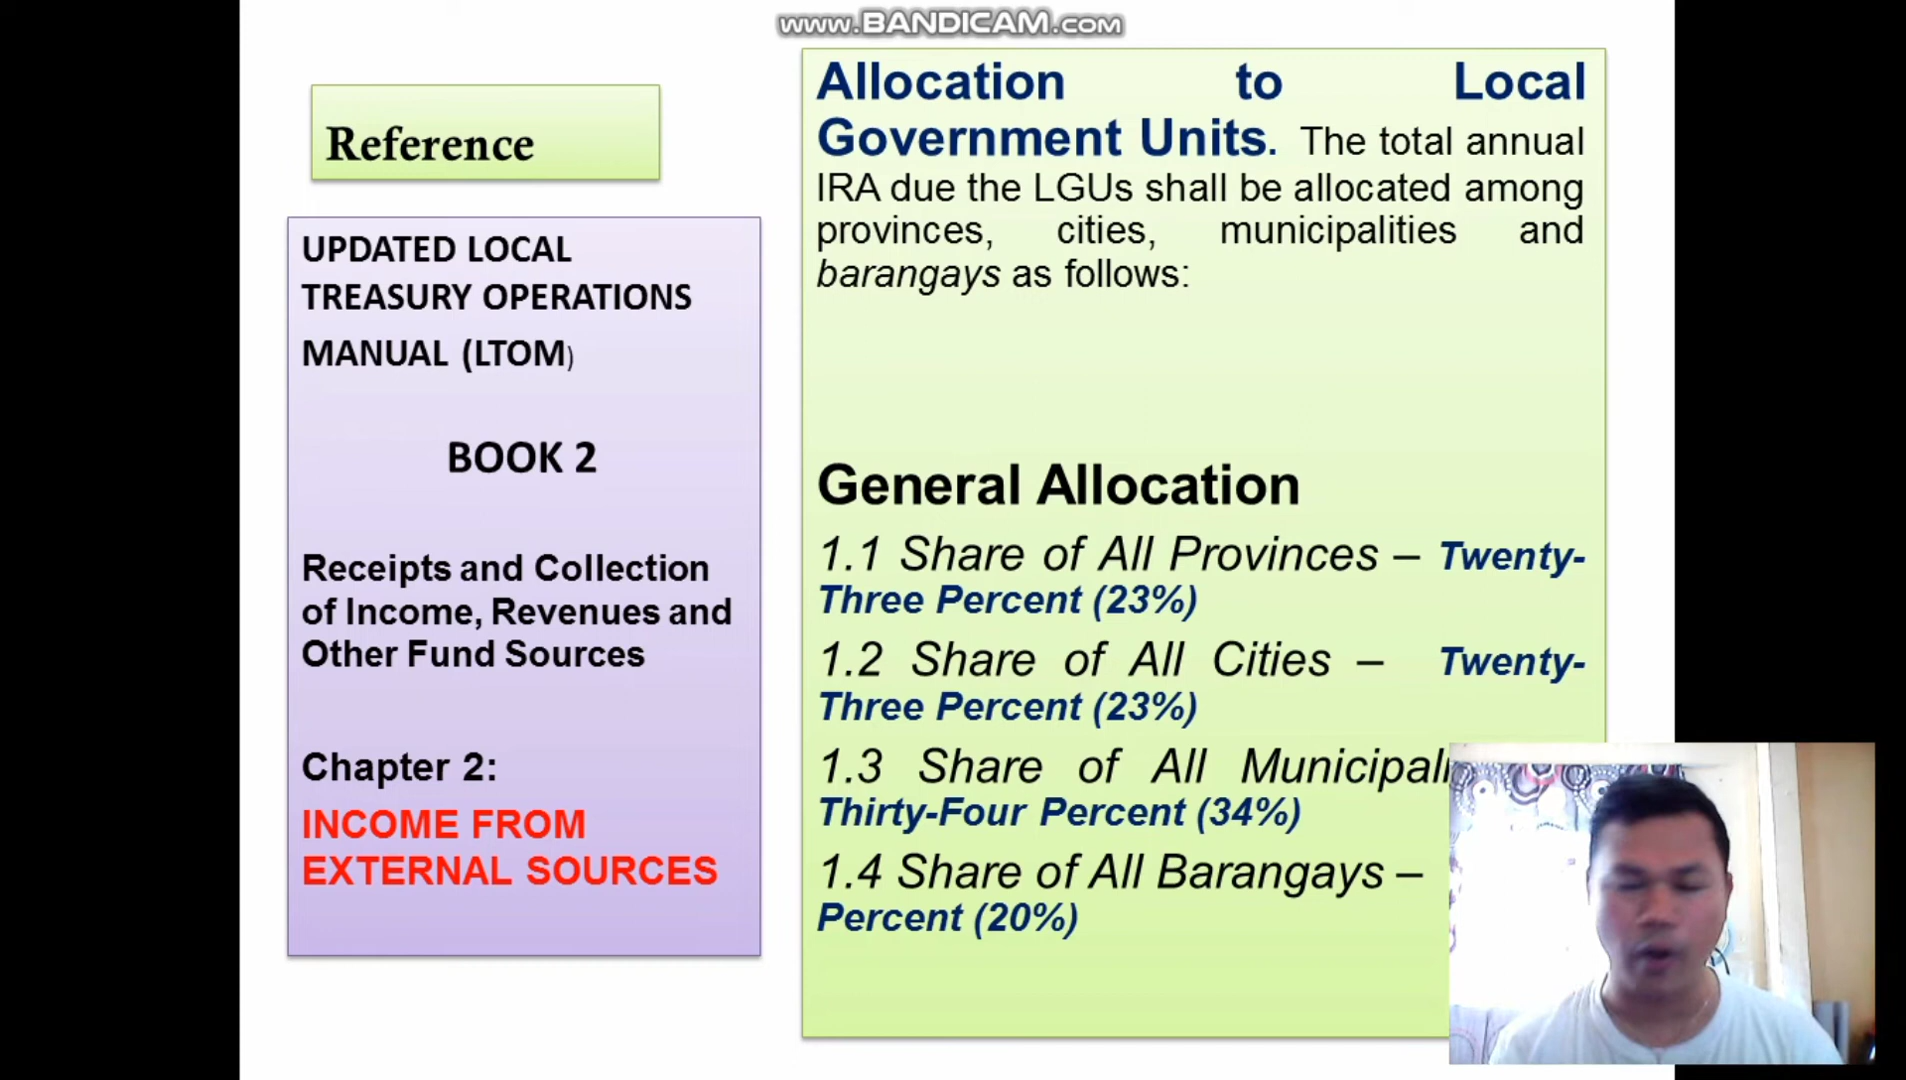 www.BANDICAM.com
Reference
UPDATED LOCAL
TREASURY OPERATIONS
MANUAL (LTOM)
BOOK 2
Receipts and Collection
of Income, Revenues and
Other Fund Sources
Chapter 2:
INCOME FROM
EXTERNAL SOURCES
Allocation to Local
Government Units. The total annual
IRA due the LGUs shall be allocated among
provinces, cities, municipalities and
barangays as follows:
General Allocation
1.1 Share of All Provinces – Twenty-
Three Percent (23%)
1.2 Share of All Cities – Twenty-
Three Percent (23%)
1.3 Share of All
Thirty-Four Percent (34%)
1.4 Share of All Barangays –
Percent (20%)